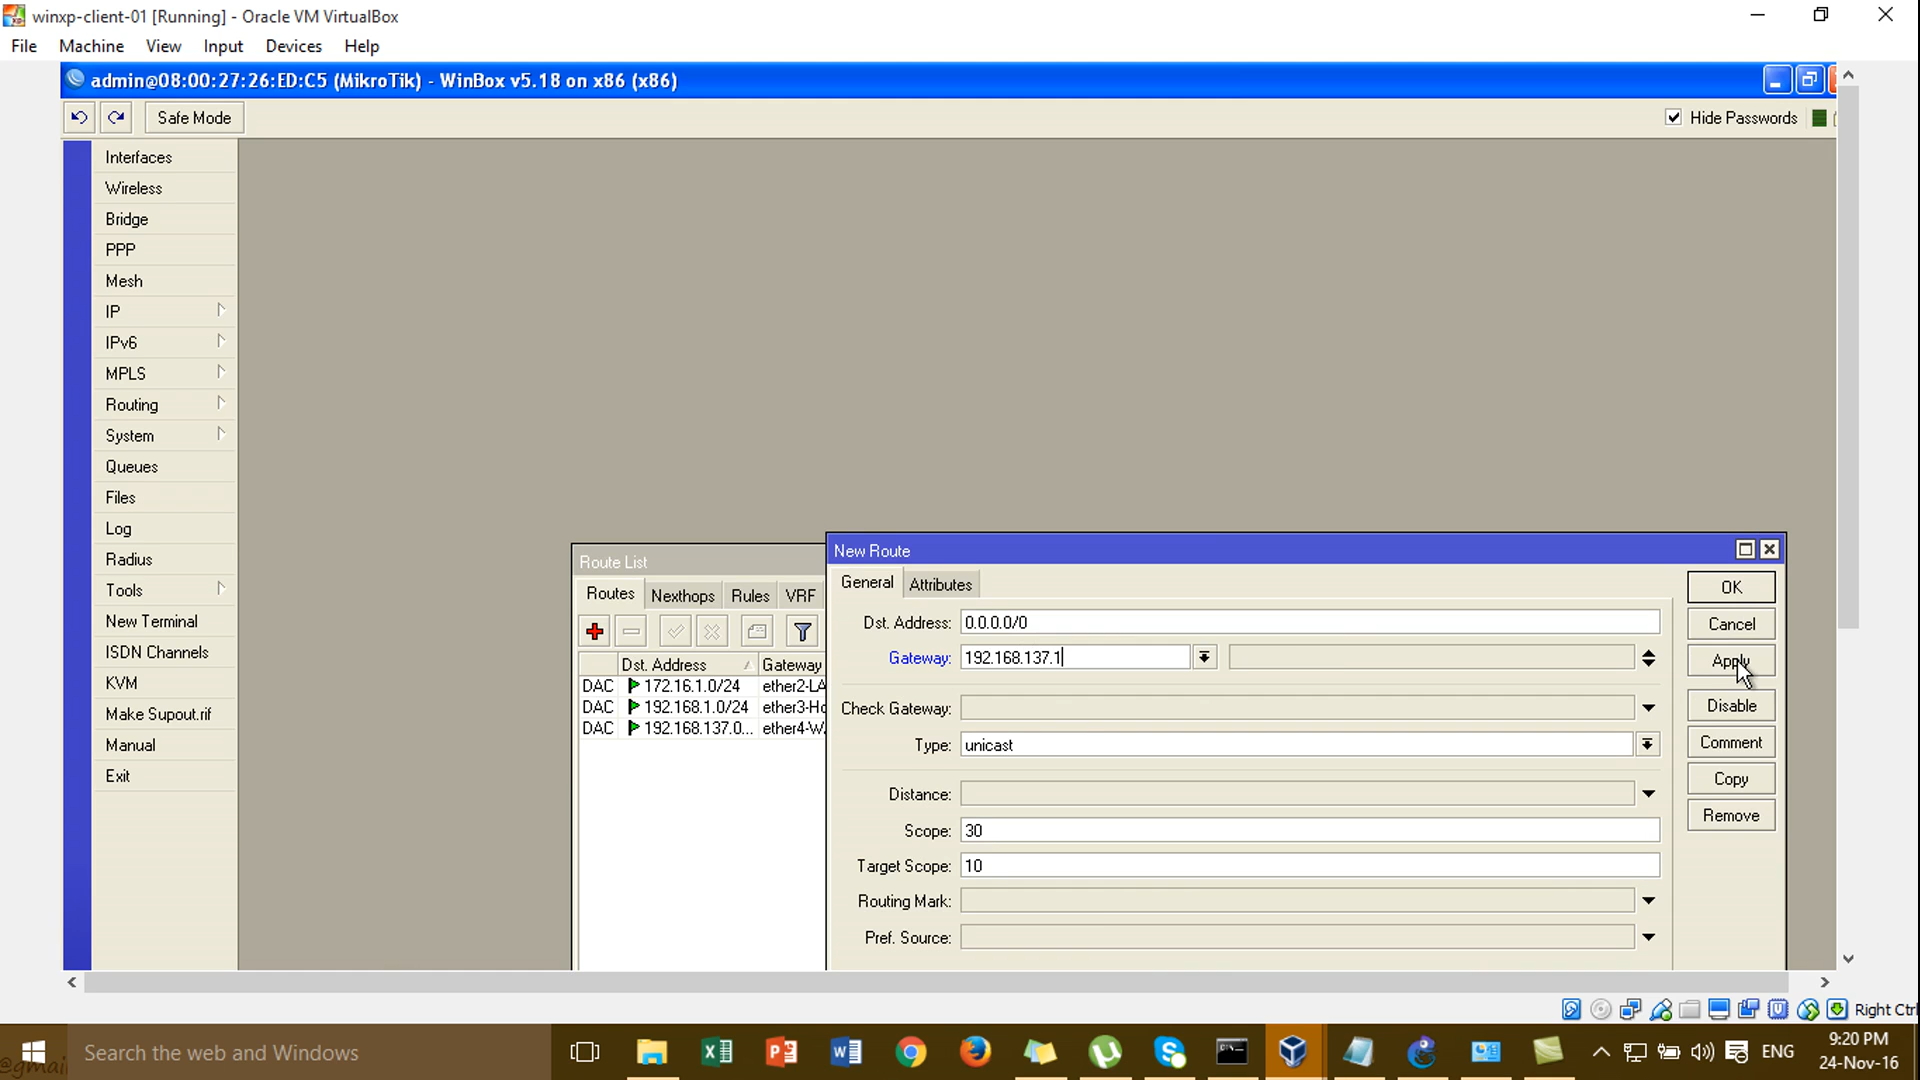 winxp-client-01 [Running] - Oracle VM VirtualBox
File Machine View Input Devices Help
admin@08:00:27:26:ED:C5 (MikroTik) - WinBox v5.18 on x86 (x86)
Safe Mode
Hide Passwords
Interfaces
Wireless
Bridge
PPP
Mesh
IP
IPv6
MPLS
Routing
System
Queues
Files
Log
Radius
Tools
New Terminal
ISDN Channels
KVM
Make Supout.rif
Manual
Exit
Route List
Routes Nexthops Rules VRF
Dst. Address Gateway
DAC 172.16.1.0/24 ether2-LA
DAC 192.168.1.0/24 ether3-Ho
DAC 192.168.137.0... ether4-W
New Route
General Attributes
Dst. Address: 0.0.0.0/0
Gateway: 192.168.137.1
Check Gateway:
Type: unicast
Distance:
Scope: 30
Target Scope: 10
Routing Mark:
Pref. Source:
OK
Cancel
Apply
Disable
Comment
Copy
Remove
Right Ctrl
@gmai
Search the web and Windows
ENG
9:20 PM
24-Nov-16